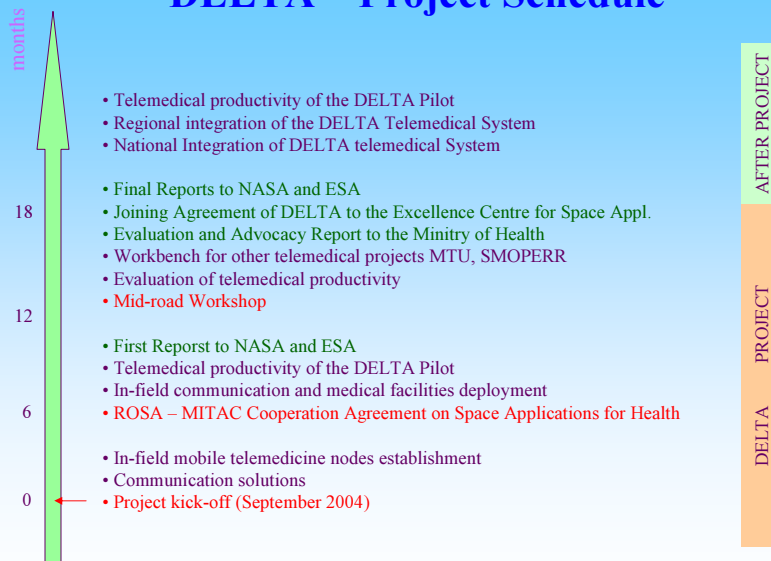 DELTA – Project Schedule
months
• Telemedical productivity of the DELTA Pilot
• Regional integration of the DELTA Telemedical System
• National Integration of DELTA telemedical System
• Final Reports to NASA and ESA
18
• Joining Agreement of DELTA to the Excellence Centre for Space Appl.
• Evaluation and Advocacy Report to the Minitry of Health
• Workbench for other telemedical projects MTU, SMOPERR
• Evaluation of telemedical productivity
• Mid-road Workshop
12
• First Reporst to NASA and ESA
• Telemedical productivity of the DELTA Pilot
• In-field communication and medical facilities deployment
6
• ROSA – MITAC Cooperation Agreement on Space Applications for Health
• In-field mobile telemedicine nodes establishment
• Communication solutions
0
• Project kick-off (September 2004)
AFTER PROJECT
DELTA PROJECT